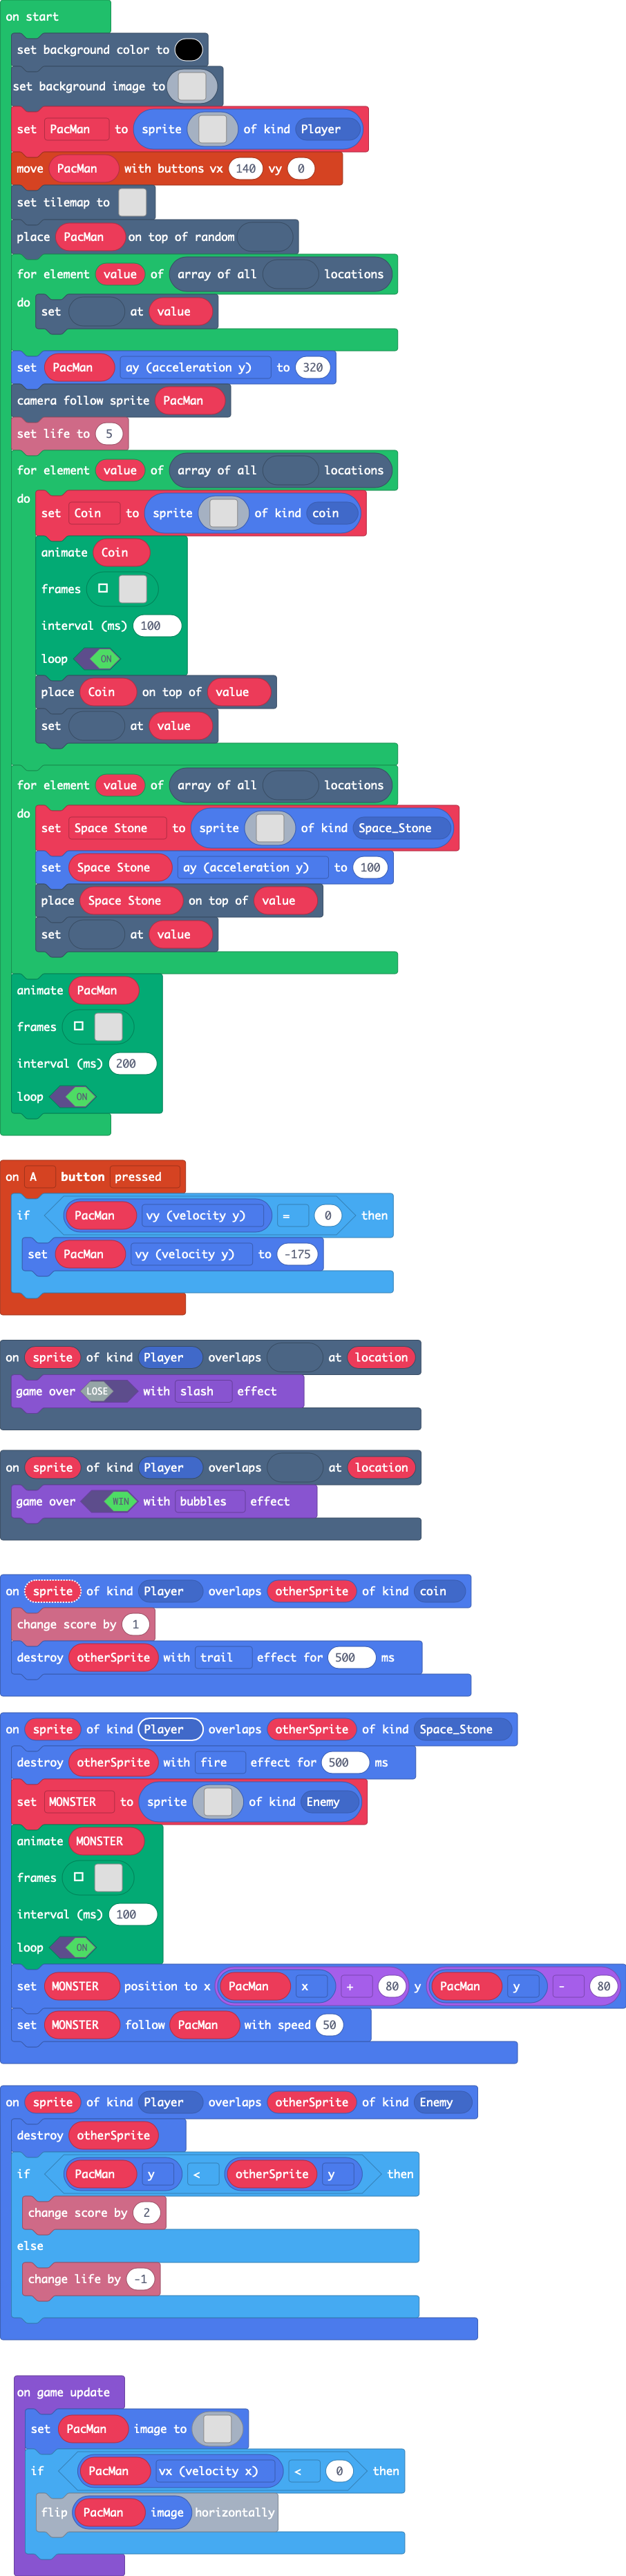 on start
set background color to
set background image to
set PacMan to sprite of kind Player
move PacMan with buttons vx 140 vy 0
set tilemap to
place PacMan on top of random
for element value of array of all locations
do set at value
set PacMan ay (acceleration y) to 320
camera follow sprite PacMan
set life to 5
for element value of array of all locations
do set Coin to sprite of kind coin
animate Coin
frames
interval (ms) 100
loop ON
place Coin on top of value
set at value
for element value of array of all locations
do set Space Stone to sprite of kind Space_Stone
set Space Stone ay (acceleration y) to 100
place Space Stone on top of value
set at value
animate PacMan
frames
interval (ms) 200
loop ON
on A button pressed
if PacMan vy (velocity y) = 0 then
set PacMan vy (velocity y) to -175
on sprite of kind Player overlaps at location
game over LOSE with slash effect
on sprite of kind Player overlaps at location
game over WIN with bubbles effect
on sprite of kind Player overlaps otherSprite of kind coin
change score by 1
destroy otherSprite with trail effect for 500 ms
on sprite of kind Player overlaps otherSprite of kind Space_Stone
destroy otherSprite with fire effect for 500 ms
set MONSTER to sprite of kind Enemy
animate MONSTER
frames
interval (ms) 100
loop ON
set MONSTER position to x PacMan x + 80 y PacMan y - 80
set MONSTER follow PacMan with speed 50
on sprite of kind Player overlaps otherSprite of kind Enemy
destroy otherSprite
if PacMan y < otherSprite y then
change score by 2
else
change life by -1
on game update
set PacMan image to
if PacMan vx (velocity x) < 0 then
flip PacMan image horizontally